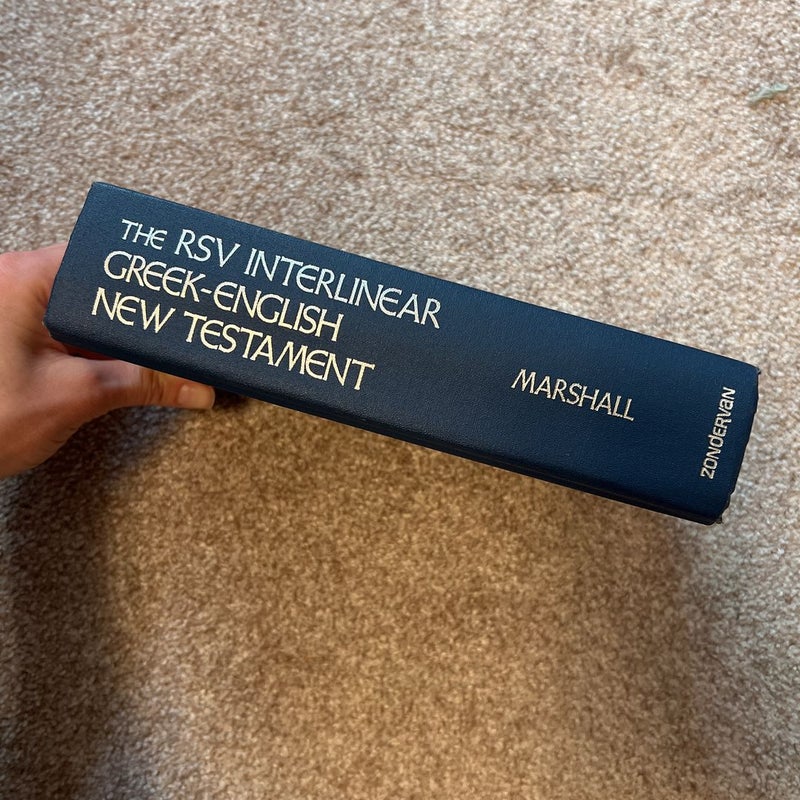 THE RSV INTERLINEAR
GREEK-ENGLISH
NEW TESTAMENT
MARSHALL
ZONDERVAN